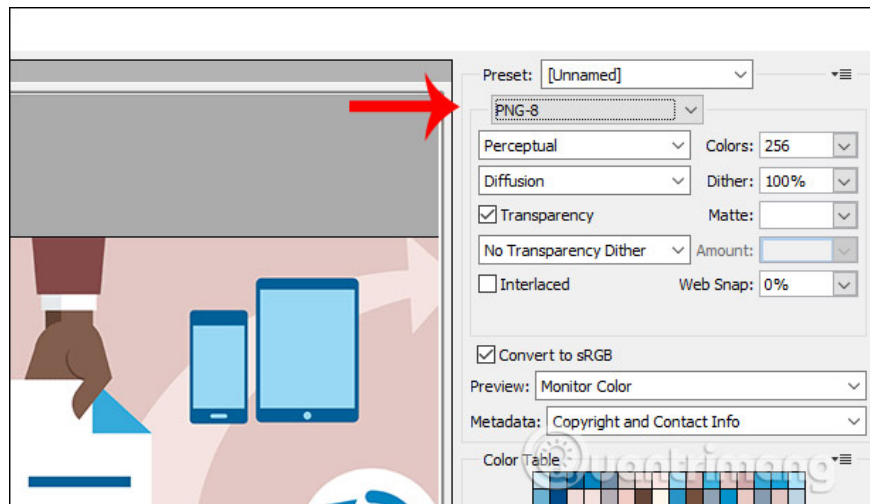 Preset: [Unnamed]
PNG-8
Perceptual Colors: 256
Diffusion Dither: 100%
Transparency Matte:
No Transparency Dither Amount:
Interlaced Web Snap: 0%
Convert to sRGB
Preview: Monitor Color
Metadata: Copyright and Contact Info
Color Table
Quantrimang